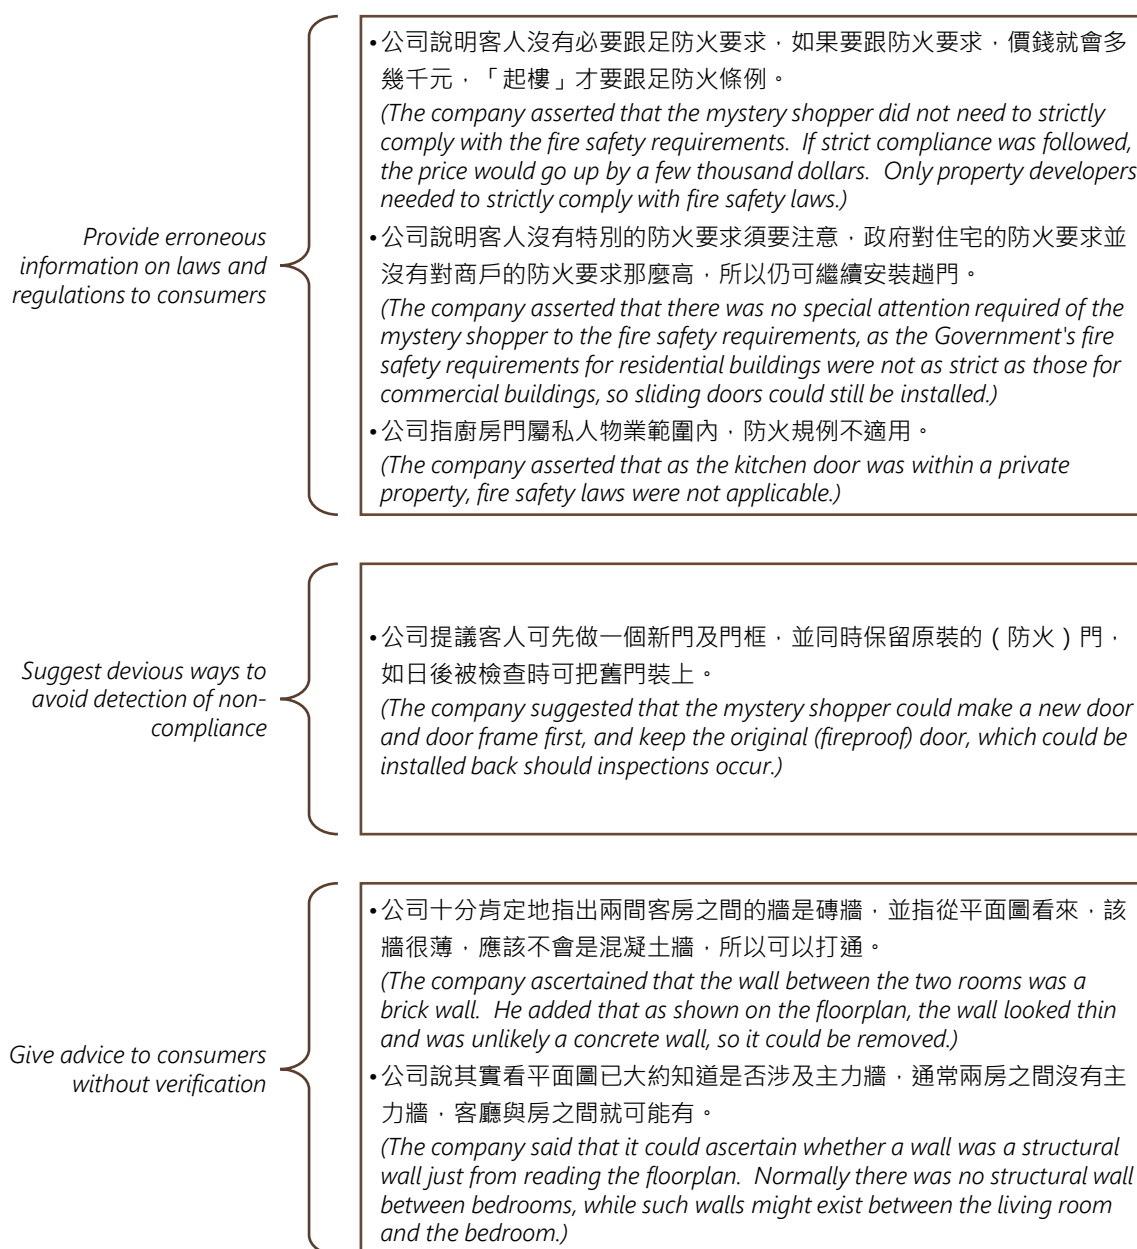 Provide erroneous
information on laws and
regulations to consumers
•公司說明客人沒有必要跟足防火要求，如果要跟防火要求，價錢就會多
幾千元，「起樓」才要跟足防火條例。
(The company asserted that the mystery shopper did not need to strictly
comply with the fire safety requirements. If strict compliance was followed,
the price would go up by a few thousand dollars. Only property developers
needed to strictly comply with fire safety laws.)
•公司說明客人沒有特別的防火要求須要注意，政府對住宅的防火要求並
沒有對商戶的防火要求那麼高，所以仍可繼續安裝趟門。
(The company asserted that there was no special attention required of the
mystery shopper to the fire safety requirements, as the Government's fire
safety requirements for residential buildings were not as strict as those for
commercial buildings, so sliding doors could still be installed.)
•公司指廚房門屬私人物業範圍內，防火規例不適用。
(The company asserted that as the kitchen door was within a private
property, fire safety laws were not applicable.)
Suggest devious ways to
avoid detection of non-
compliance
•公司提議客人可先做一個新門及門框，並同時保留原裝的（防火）門，
如日後被檢查時可把舊門裝上。
(The company suggested that the mystery shopper could make a new door
and door frame first, and keep the original (fireproof) door, which could be
installed back should inspections occur.)
Give advice to consumers
without verification
•公司十分肯定地指出兩間客房之間的牆是磚牆，並指從平面圖看來，該
牆很薄，應該不會是混凝土牆，所以可以打通。
(The company ascertained that the wall between the two rooms was a
brick wall. He added that as shown on the floorplan, the wall looked thin
and was unlikely a concrete wall, so it could be removed.)
•公司說其實看平面圖已大約知道是否涉及主力牆，通常兩房之間沒有主
力牆，客廳與房之間就可能有。
(The company said that it could ascertain whether a wall was a structural
wall just from reading the floorplan. Normally there was no structural wall
between bedrooms, while such walls might exist between the living room
and the bedroom.)